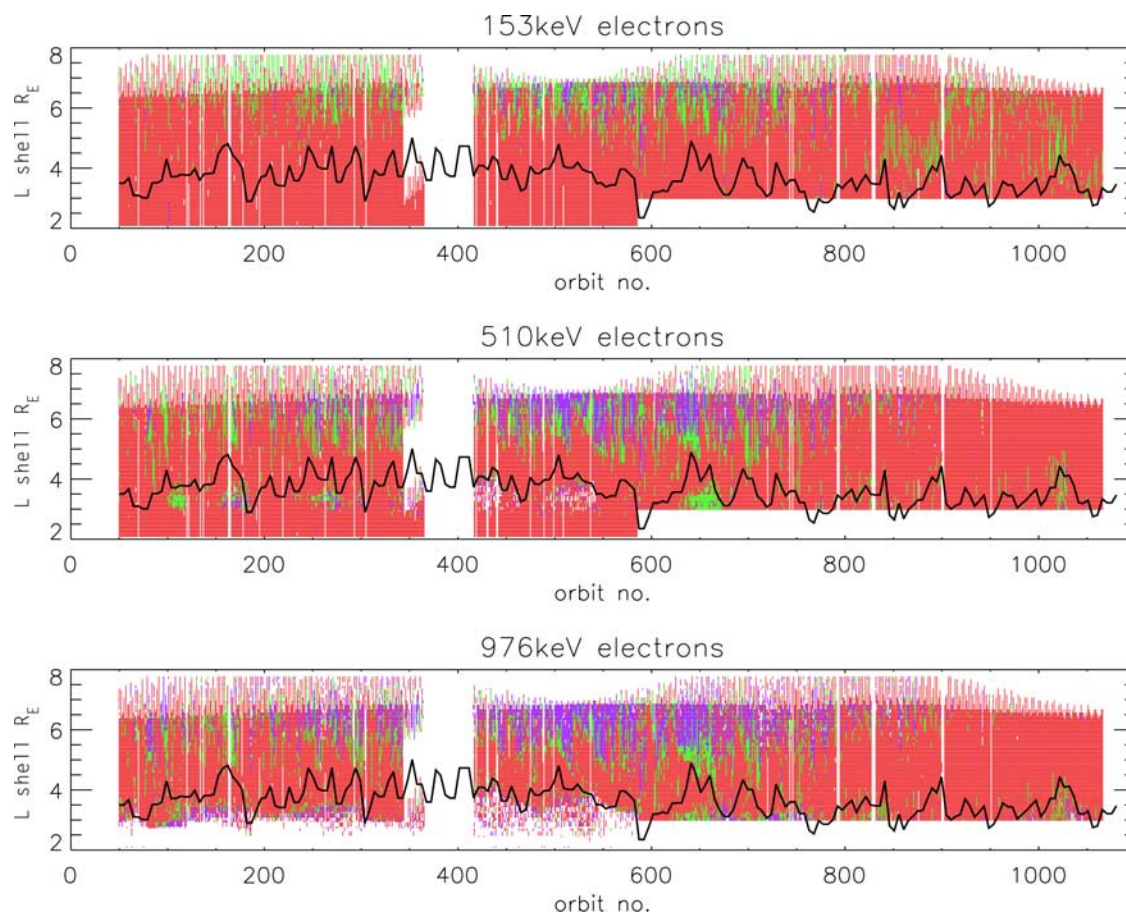 153keV electrons
L shell R_E
8
6
4
2
0 200 400 600 800 1000
orbit no.
510keV electrons
L shell R_E
8
6
4
2
0 200 400 600 800 1000
orbit no.
976keV electrons
L shell R_E
8
6
4
2
0 200 400 600 800 1000
orbit no.